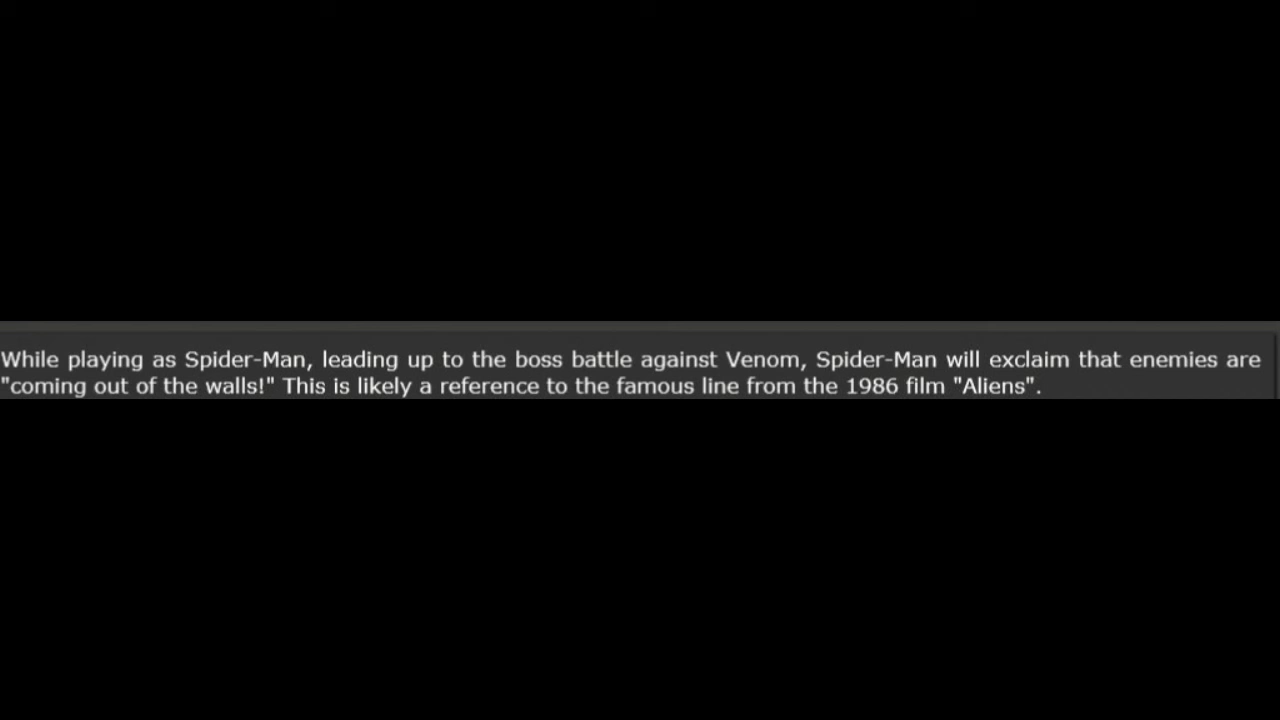 While playing as Spider-Man, leading up to the boss battle against Venom, Spider-Man will exclaim that enemies are
"coming out of the walls!" This is likely a reference to the famous line from the 1986 film "Aliens".